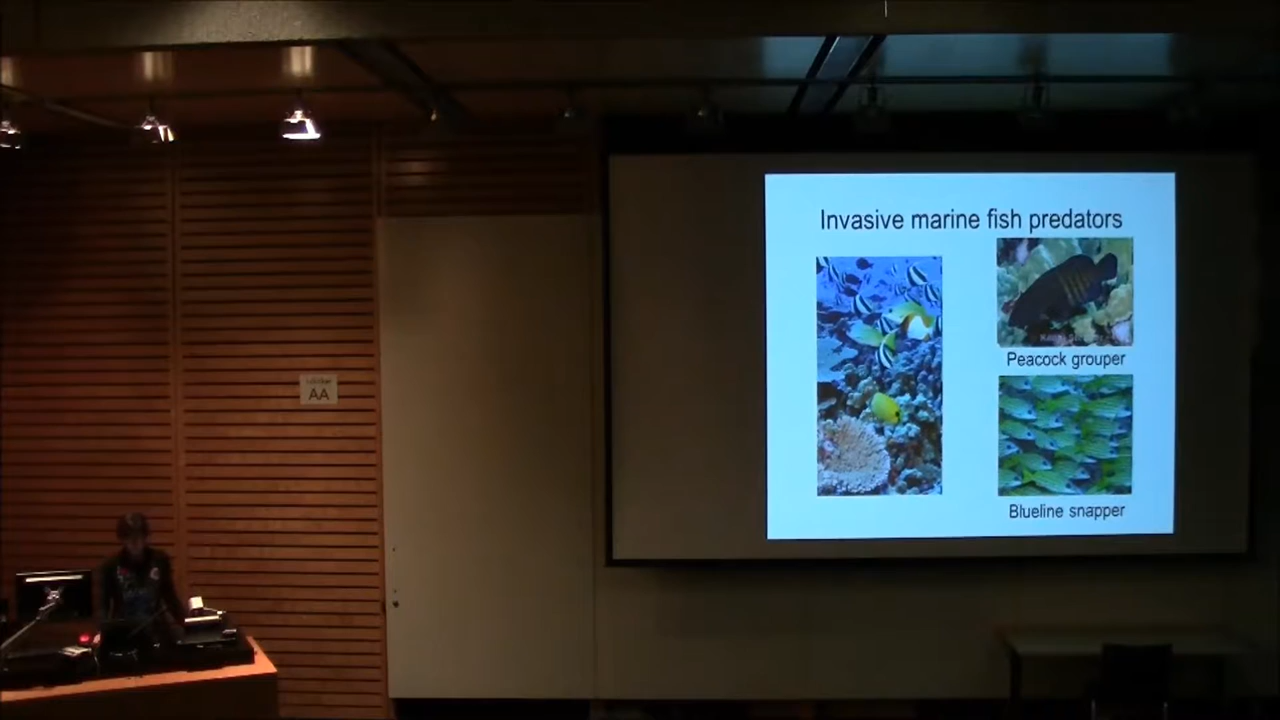 AA
Invasive marine fish predators
Peacock grouper
Blueline snapper